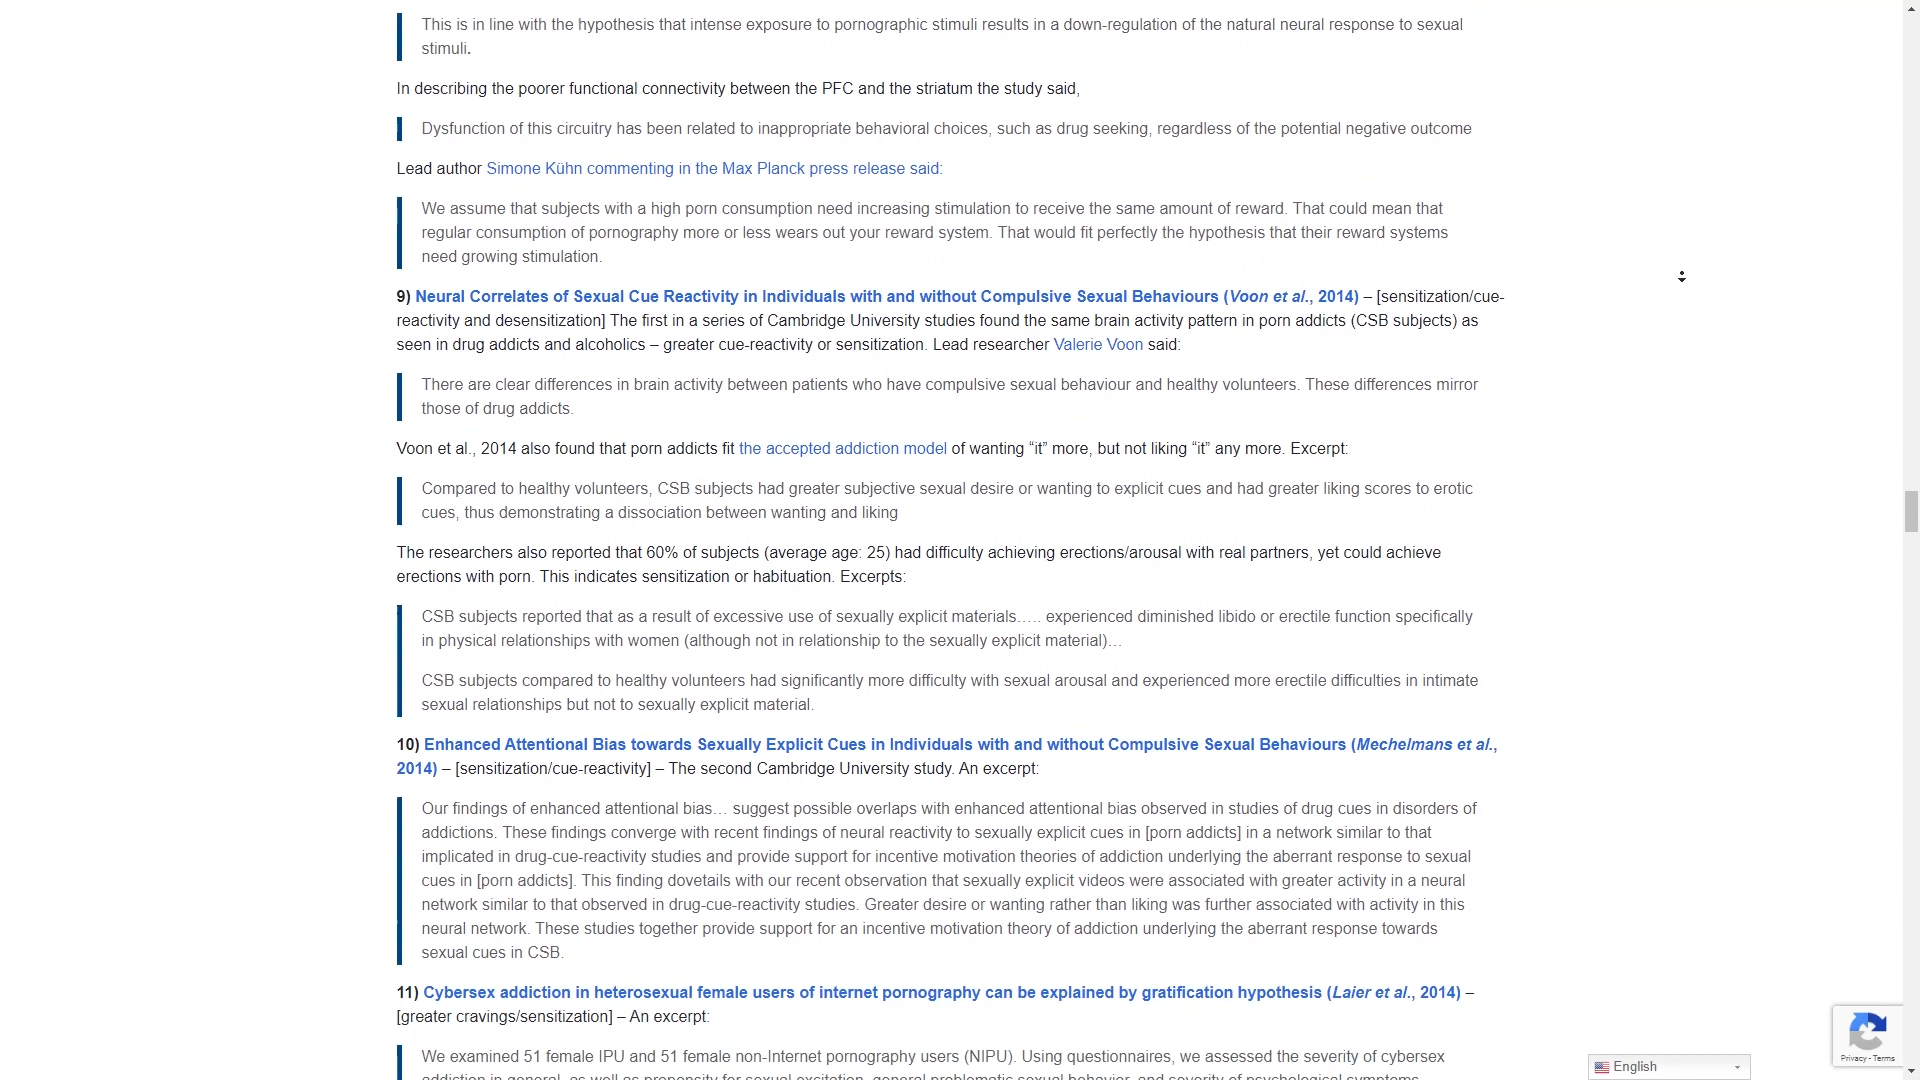 This is in line with the hypothesis that intense exposure to pornographic stimuli results in a down-regulation of the natural neural response to sexual
stimuli.
In describing the poorer functional connectivity between the PFC and the striatum the study said,
Dysfunction of this circuitry has been related to inappropriate behavioral choices, such as drug seeking, regardless of the potential negative outcome
Lead author Simone Kühn commenting in the Max Planck press release said:
We assume that subjects with a high porn consumption need increasing stimulation to receive the same amount of reward. That could mean that
regular consumption of pornography more or less wears out your reward system. That would fit perfectly the hypothesis that their reward systems
need growing stimulation.
9) Neural Correlates of Sexual Cue Reactivity in Individuals with and without Compulsive Sexual Behaviours (Voon et al., 2014) – [sensitization/cue-
reactivity and desensitization] The first in a series of Cambridge University studies found the same brain activity pattern in porn addicts (CSB subjects) as
seen in drug addicts and alcoholics – greater cue-reactivity or sensitization. Lead researcher Valerie Voon said:
There are clear differences in brain activity between patients who have compulsive sexual behaviour and healthy volunteers. These differences mirror
those of drug addicts.
Voon et al., 2014 also found that porn addicts fit the accepted addiction model of wanting “it” more, but not liking “it” any more. Excerpt:
Compared to healthy volunteers, CSB subjects had greater subjective sexual desire or wanting to explicit cues and had greater liking scores to erotic
cues, thus demonstrating a dissociation between wanting and liking
The researchers also reported that 60% of subjects (average age: 25) had difficulty achieving erections/arousal with real partners, yet could achieve
erections with porn. This indicates sensitization or habituation. Excerpts:
CSB subjects reported that as a result of excessive use of sexually explicit materials….. experienced diminished libido or erectile function specifically
in physical relationships with women (although not in relationship to the sexually explicit material)…
CSB subjects compared to healthy volunteers had significantly more difficulty with sexual arousal and experienced more erectile difficulties in intimate
sexual relationships but not to sexually explicit material.
10) Enhanced Attentional Bias towards Sexually Explicit Cues in Individuals with and without Compulsive Sexual Behaviours (Mechelmans et al.,
2014) – [sensitization/cue-reactivity] – The second Cambridge University study. An excerpt:
Our findings of enhanced attentional bias… suggest possible overlaps with enhanced attentional bias observed in studies of drug cues in disorders of
addictions. These findings converge with recent findings of neural reactivity to sexually explicit cues in [porn addicts] in a network similar to that
implicated in drug-cue-reactivity studies and provide support for incentive motivation theories of addiction underlying the aberrant response to sexual
cues in [porn addicts]. This finding dovetails with our recent observation that sexually explicit videos were associated with greater activity in a neural
network similar to that observed in drug-cue-reactivity studies. Greater desire or wanting rather than liking was further associated with activity in this
neural network. These studies together provide support for an incentive motivation theory of addiction underlying the aberrant response towards
sexual cues in CSB.
11) Cybersex addiction in heterosexual female users of internet pornography can be explained by gratification hypothesis (Laier et al., 2014) –
[greater cravings/sensitization] – An excerpt:
We examined 51 female IPU and 51 female non-Internet pornography users (NIPU). Using questionnaires, we assessed the severity of cybersex
addiction in general, as well as propensity for sexual excitation, general problematic sexual behavior, and severity of psychological symptoms.
Privacy - Terms
English